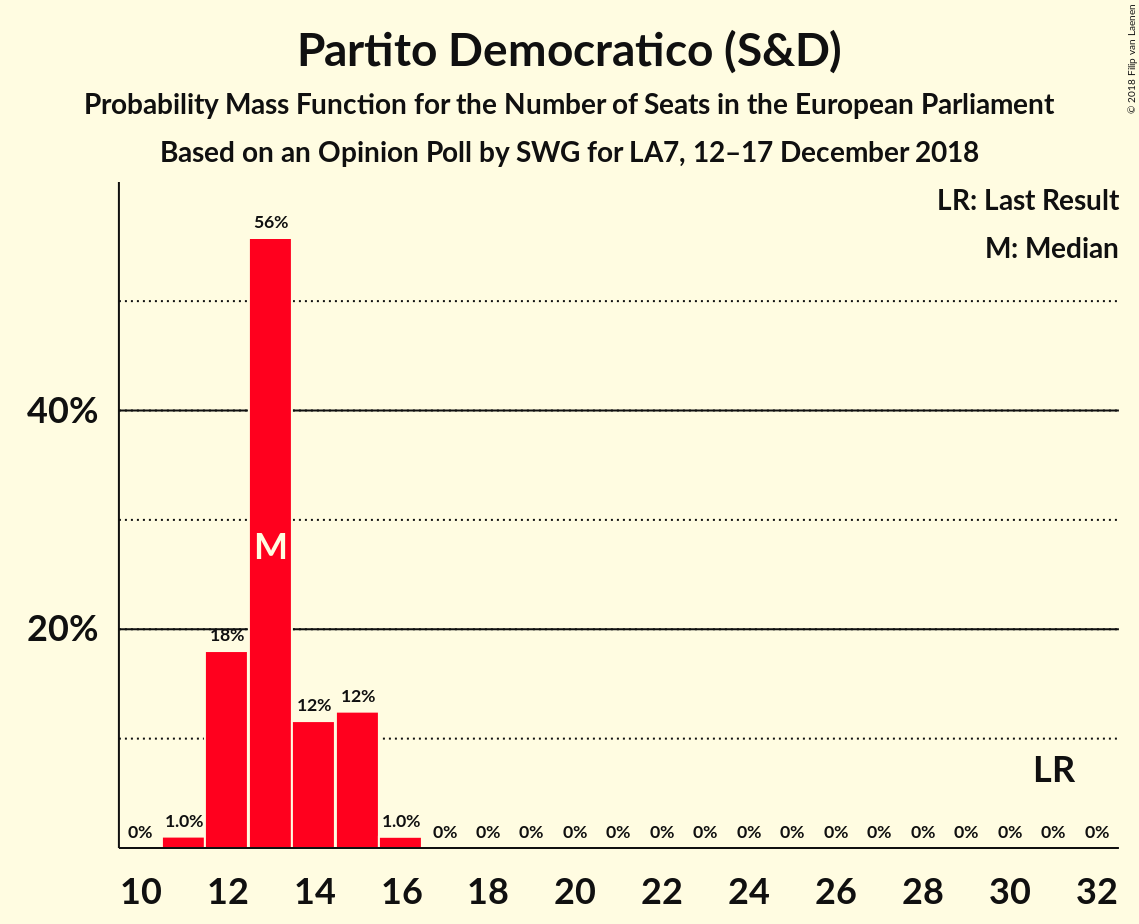 Partito Democratico (S&D)
Probability Mass Function for the Number of Seats in the European Parliament
Based on an Opinion Poll by SWG for LA7, 12–17 December 2018
© 2018 Filip van Laenen
LR: Last Result
M: Median
56%
40%
M
20%
18%
12%
12%
LR
0% 1.0% 1.0% 0% 0% 0% 0% 0% 0% 0% 0% 0% 0% 0% 0% 0% 0% 0% 0%
10 12 14 16 18 20 22 24 26 28 30 32